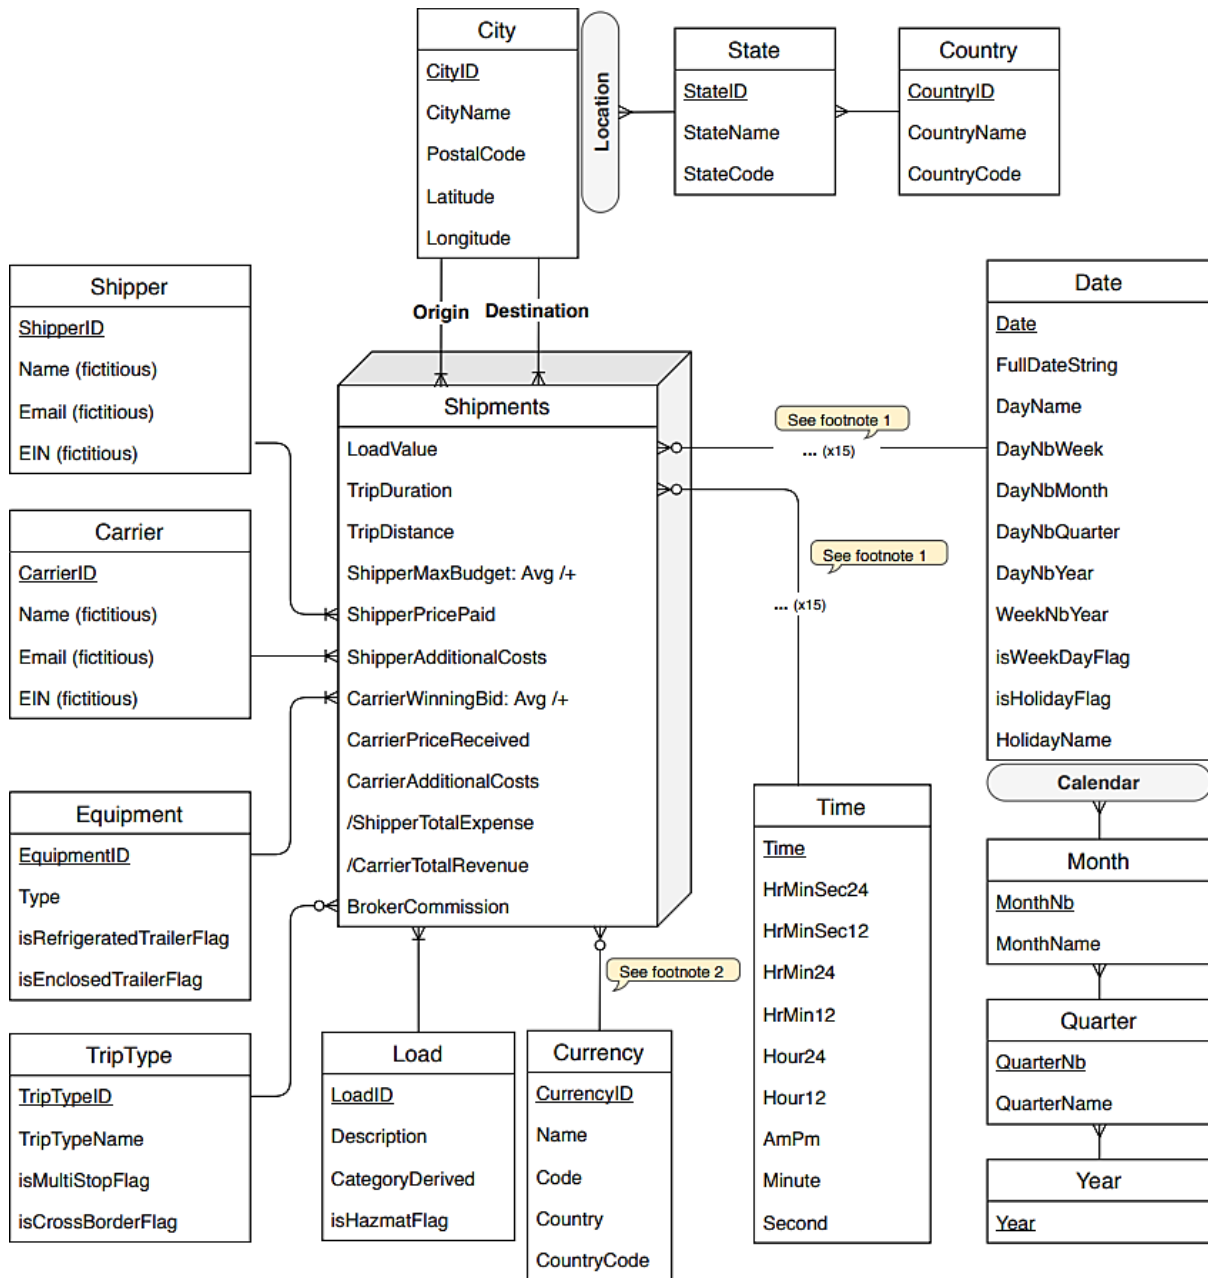 City
CityID
CityName
PostalCode
Latitude
Longitude
Location
State
StateID
StateName
StateCode
Country
CountryID
CountryName
CountryCode
Origin
Destination
Shipper
ShipperID
Name (fictitious)
Email (fictitious)
EIN (fictitious)
Carrier
CarrierID
Name (fictitious)
Email (fictitious)
EIN (fictitious)
Equipment
EquipmentID
Type
isRefrigeratedTrailerFlag
isEnclosedTrailerFlag
TripType
TripTypeID
TripTypeName
isMultiStopFlag
isCrossBorderFlag
Shipments
LoadValue
TripDuration
TripDistance
ShipperMaxBudget: Avg /+
ShipperPricePaid
ShipperAdditionalCosts
CarrierWinningBid: Avg /+
CarrierPriceReceived
CarrierAdditionalCosts
/ShipperTotalExpense
/CarrierTotalRevenue
BrokerCommission
See footnote 1
... (x15)
See footnote 1
... (x15)
See footnote 2
Load
LoadID
Description
CategoryDerived
isHazmatFlag
Currency
CurrencyID
Name
Code
Country
CountryCode
Time
Time
HrMinSec24
HrMinSec12
HrMin24
HrMin12
Hour24
Hour12
AmPm
Minute
Second
Date
Date
FullDateString
DayName
DayNbWeek
DayNbMonth
DayNbQuarter
DayNbYear
WeekNbYear
isWeekDayFlag
isHolidayFlag
HolidayName
Calendar
Month
MonthNb
MonthName
Quarter
QuarterNb
QuarterName
Year
Year